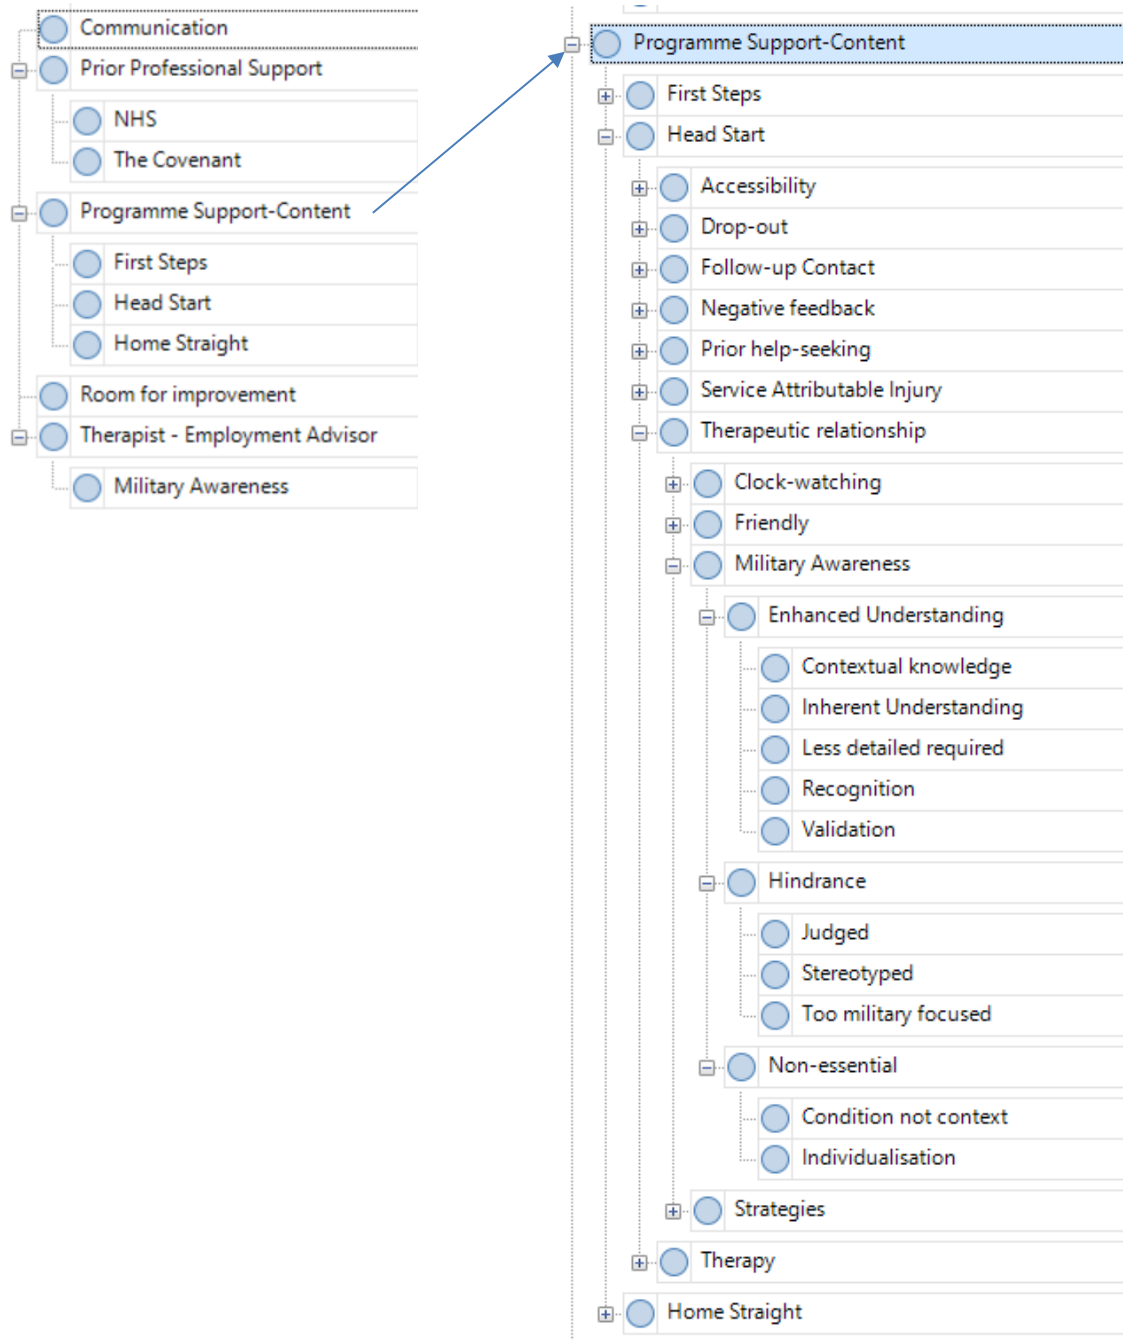 Communication
Prior Professional Support
NHS
The Covenant
Programme Support-Content
First Steps
Head Start
Home Straight
Room for improvement
Therapist - Employment Advisor
Military Awareness
Programme Support-Content
First Steps
Head Start
Accessibility
Drop-out
Follow-up Contact
Negative feedback
Prior help-seeking
Service Attributable Injury
Therapeutic relationship
Clock-watching
Friendly
Military Awareness
Enhanced Understanding
Contextual knowledge
Inherent Understanding
Less detailed required
Recognition
Validation
Hindrance
Judged
Stereotyped
Too military focused
Non-essential
Condition not context
Individualisation
Strategies
Therapy
Home Straight